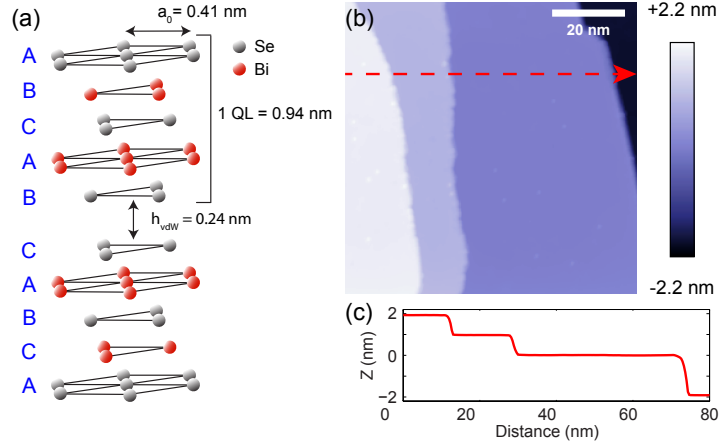 (a)
a₀ = 0.41 nm
A
Se
B
Bi
C
1 QL = 0.94 nm
A
B
h_vdW = 0.24 nm
C
A
B
C
A
(b)
20 nm
+2.2 nm
-2.2 nm
(c)
Z (nm)
2
0
−2
0
20
40
60
80
Distance (nm)